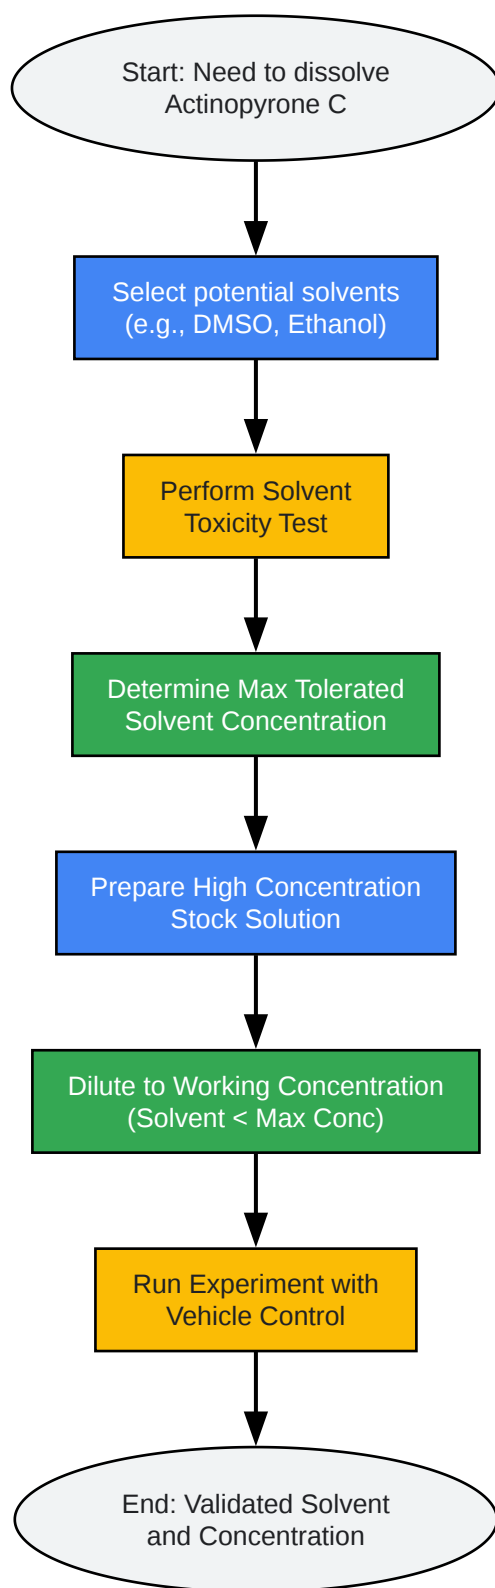 Start: Need to dissolve
Actinopyrone C
Select potential solvents
(e.g., DMSO, Ethanol)
Perform Solvent
Toxicity Test
Determine Max Tolerated
Solvent Concentration
Prepare High Concentration
Stock Solution
Dilute to Working Concentration
(Solvent < Max Conc)
Run Experiment with
Vehicle Control
End: Validated Solvent
and Concentration